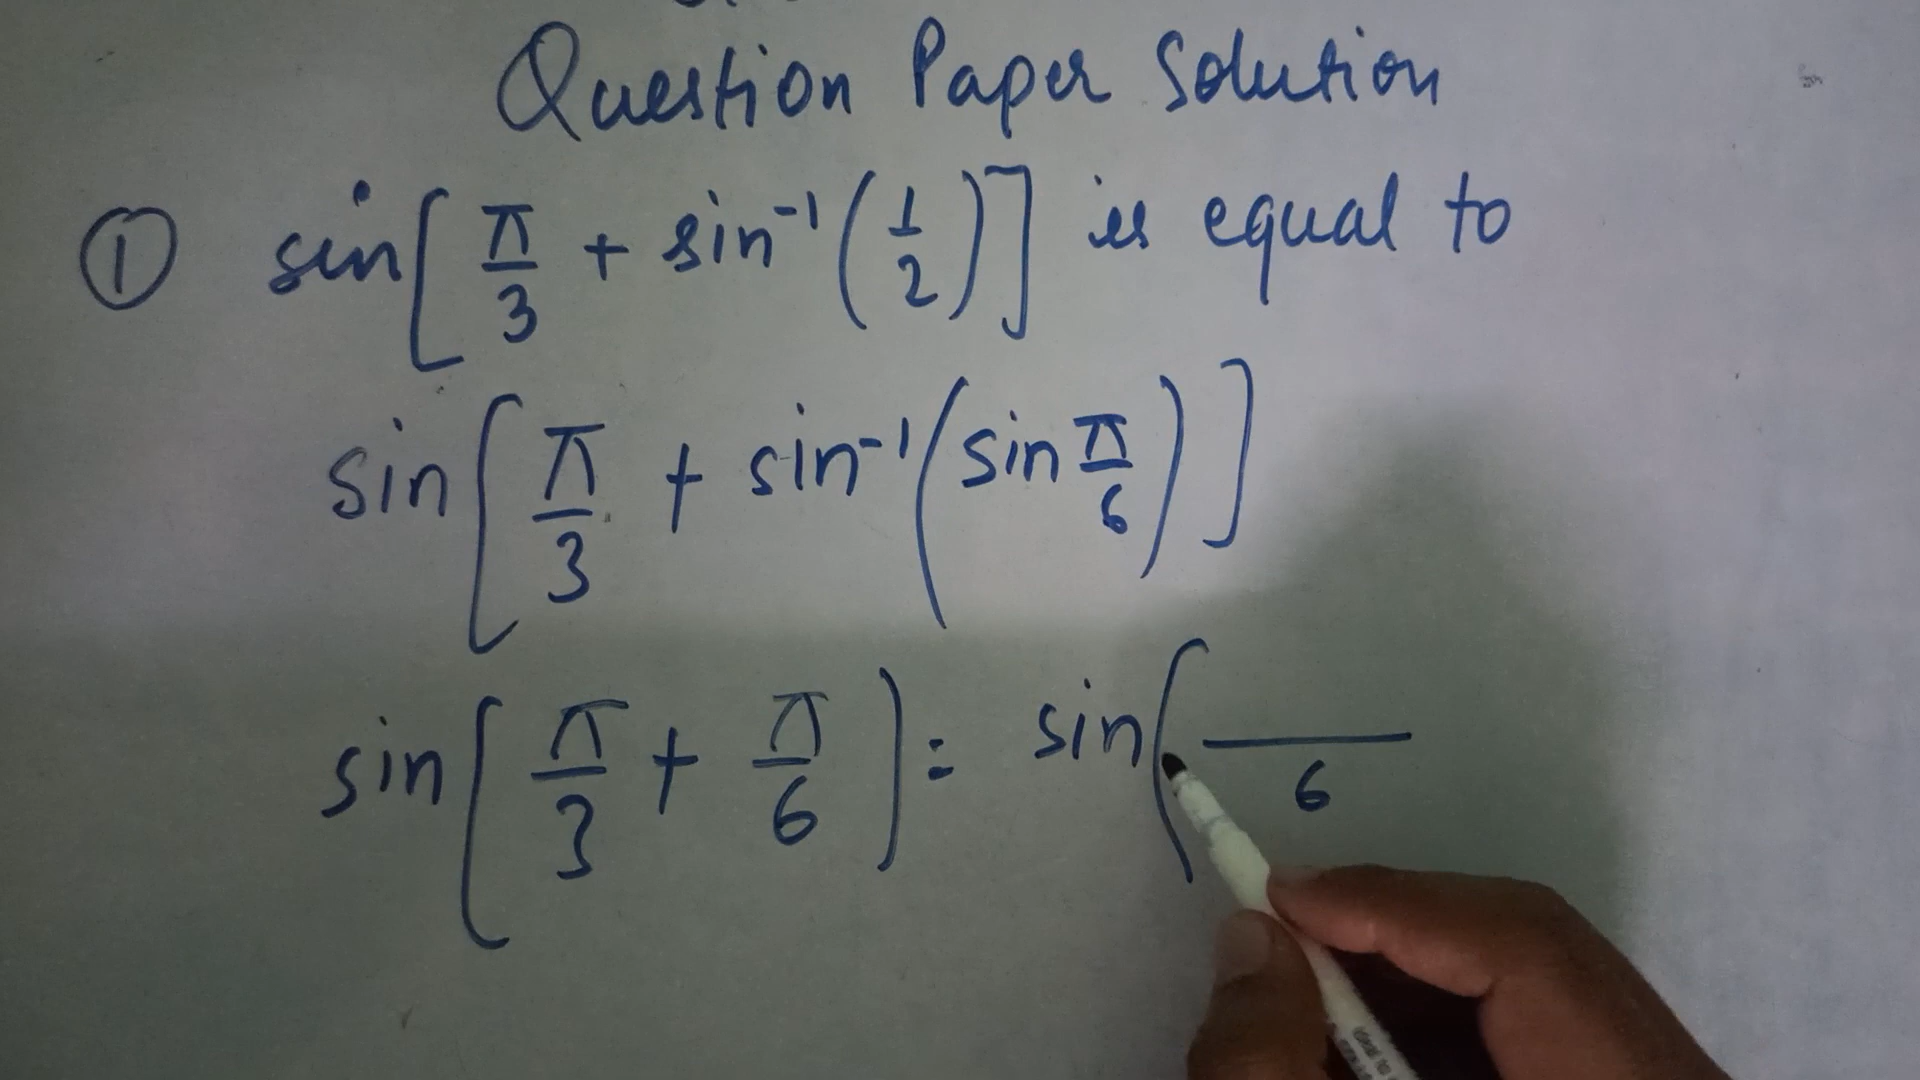 Question Paper Solution
① sin[π/3 + sin⁻¹(1/2)] is equal to
sin[π/3 + sin⁻¹(sin π/6)]
sin[π/3 + π/6) = sin( /6